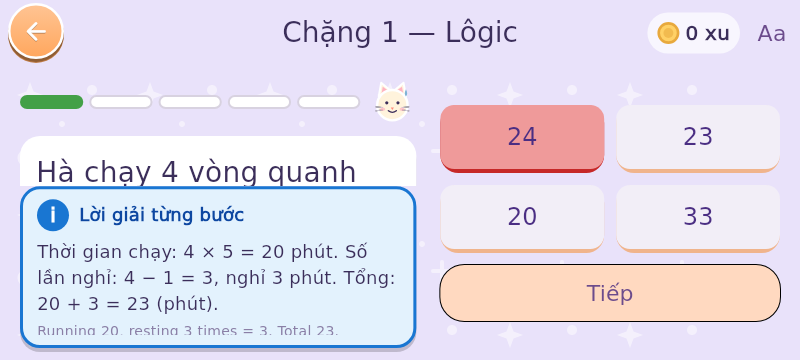 Chặng 1 — Lôgic
0 xu
Aa
Hà chạy 4 vòng quanh
Lời giải từng bước
Thời gian chạy: 4 × 5 = 20 phút. Số
lần nghỉ: 4 − 1 = 3, nghỉ 3 phút. Tổng:
20 + 3 = 23 (phút).
Running 20, resting 3 times = 3. Total 23.
24
23
20
33
Tiếp